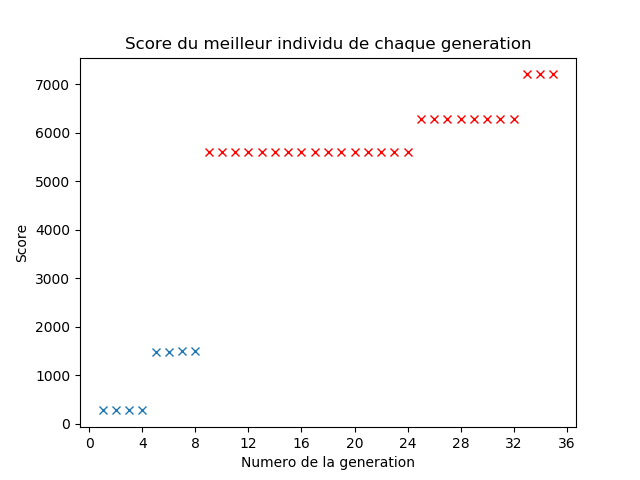 Score du meilleur individu de chaque generation
7000
6000
5000
4000
3000
2000
1000
0
Score
0 4 8 12 16 20 24 28 32 36
Numero de la generation